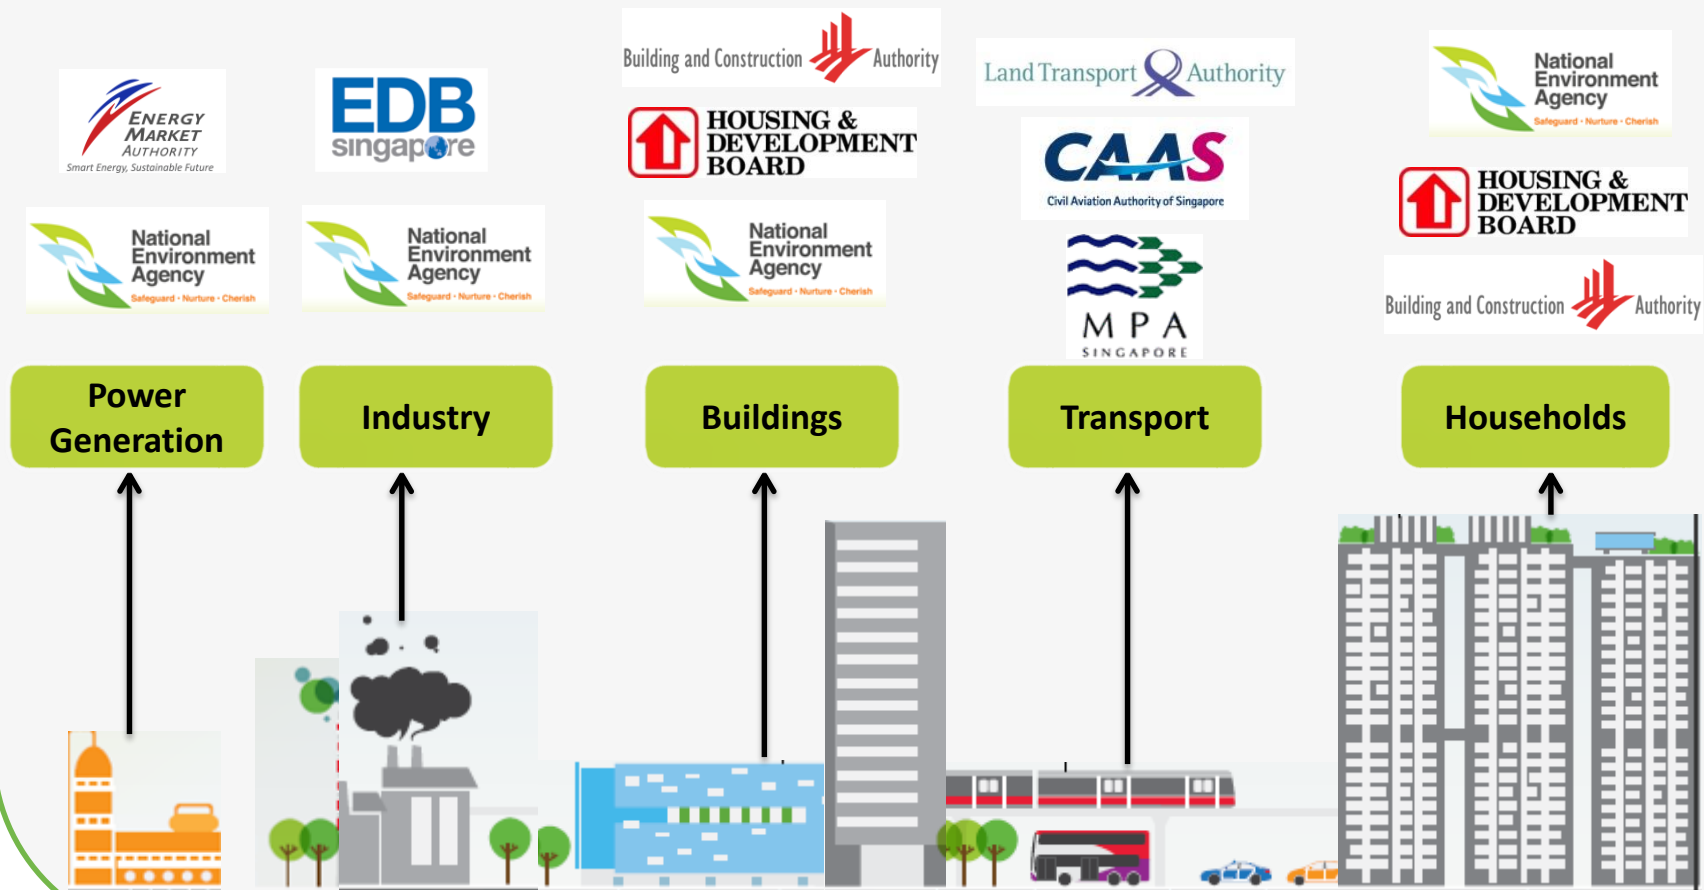 ENERGY
MARKET
AUTHORITY
Smart Energy, Sustainable Future
National
Environment
Agency
Safeguard · Nurture · Cherish
Power
Generation
EDB
singapore
National
Environment
Agency
Safeguard · Nurture · Cherish
Industry
Building and Construction Authority
HOUSING &
DEVELOPMENT
BOARD
National
Environment
Agency
Safeguard · Nurture · Cherish
Buildings
Land Transport Authority
CAAS
Civil Aviation Authority of Singapore
MPA
SINGAPORE
Transport
National
Environment
Agency
Safeguard · Nurture · Cherish
HOUSING &
DEVELOPMENT
BOARD
Building and Construction Authority
Households